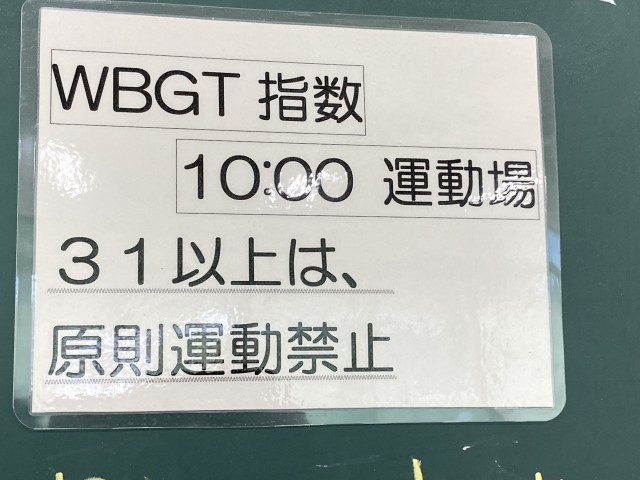 WBGT 指数
10:00 運動場
31以上は、
原則運動禁止